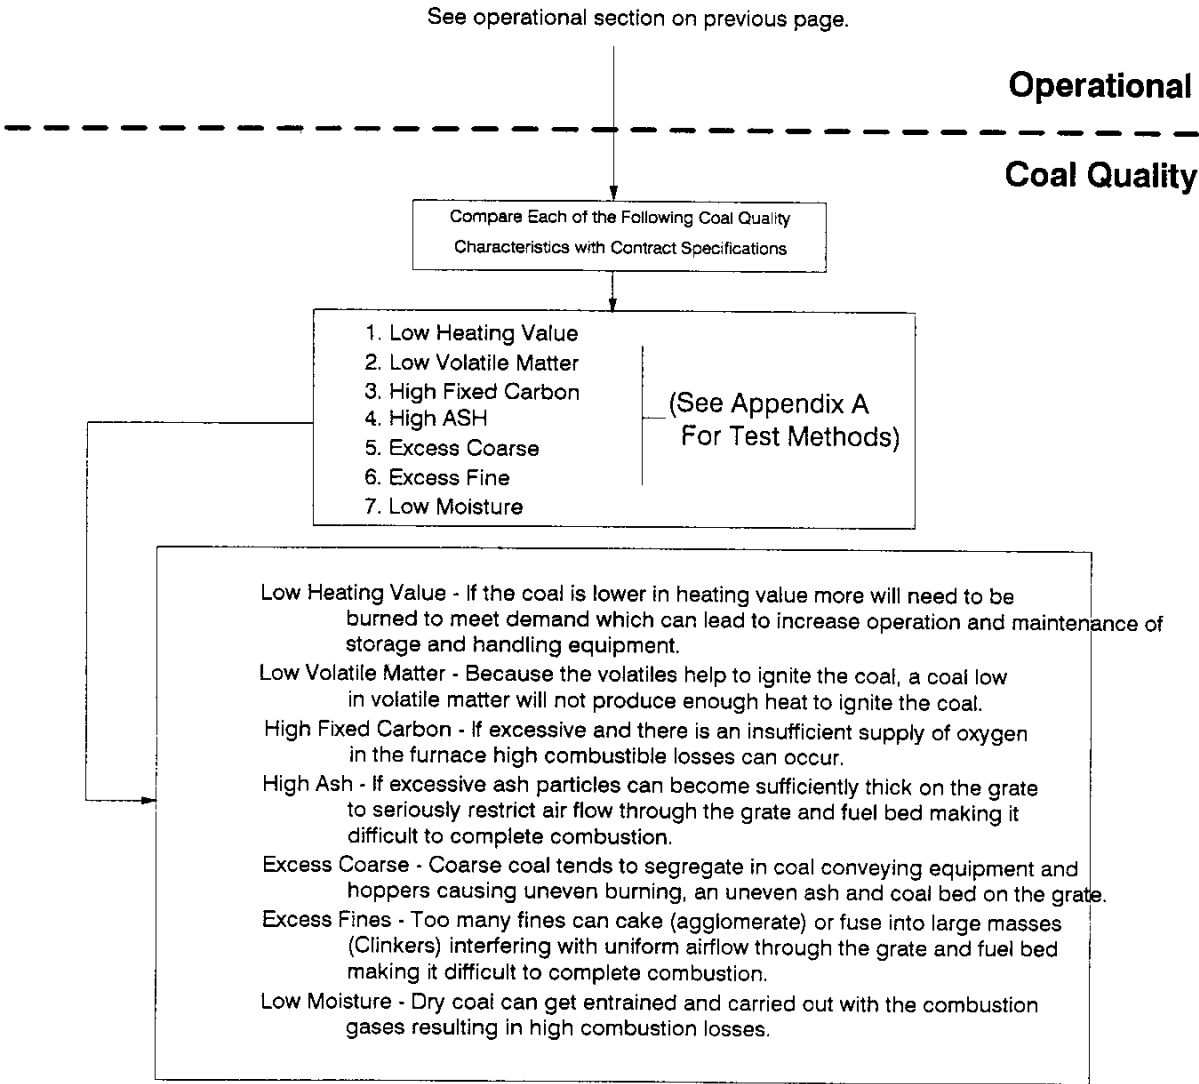 See operational section on previous page.
Operational
Coal Quality
Compare Each of the Following Coal Quality
Characteristics with Contract Specifications
1. Low Heating Value
2. Low Volatile Matter
3. High Fixed Carbon
4. High ASH
5. Excess Coarse
6. Excess Fine
7. Low Moisture
(See Appendix A
For Test Methods)
Low Heating Value - If the coal is lower in heating value more will need to be
burned to meet demand which can lead to increase operation and maintenance of
storage and handling equipment.
Low Volatile Matter - Because the volatiles help to ignite the coal, a coal low
in volatile matter will not produce enough heat to ignite the coal.
High Fixed Carbon - If excessive and there is an insufficient supply of oxygen
in the furnace high combustible losses can occur.
High Ash - If excessive ash particles can become sufficiently thick on the grate
to seriously restrict air flow through the grate and fuel bed making it
difficult to complete combustion.
Excess Coarse - Coarse coal tends to segregate in coal conveying equipment and
hoppers causing uneven burning, an uneven ash and coal bed on the grate.
Excess Fines - Too many fines can cake (agglomerate) or fuse into large masses
(Clinkers) interfering with uniform airflow through the grate and fuel bed
making it difficult to complete combustion.
Low Moisture - Dry coal can get entrained and carried out with the combustion
gases resulting in high combustion losses.